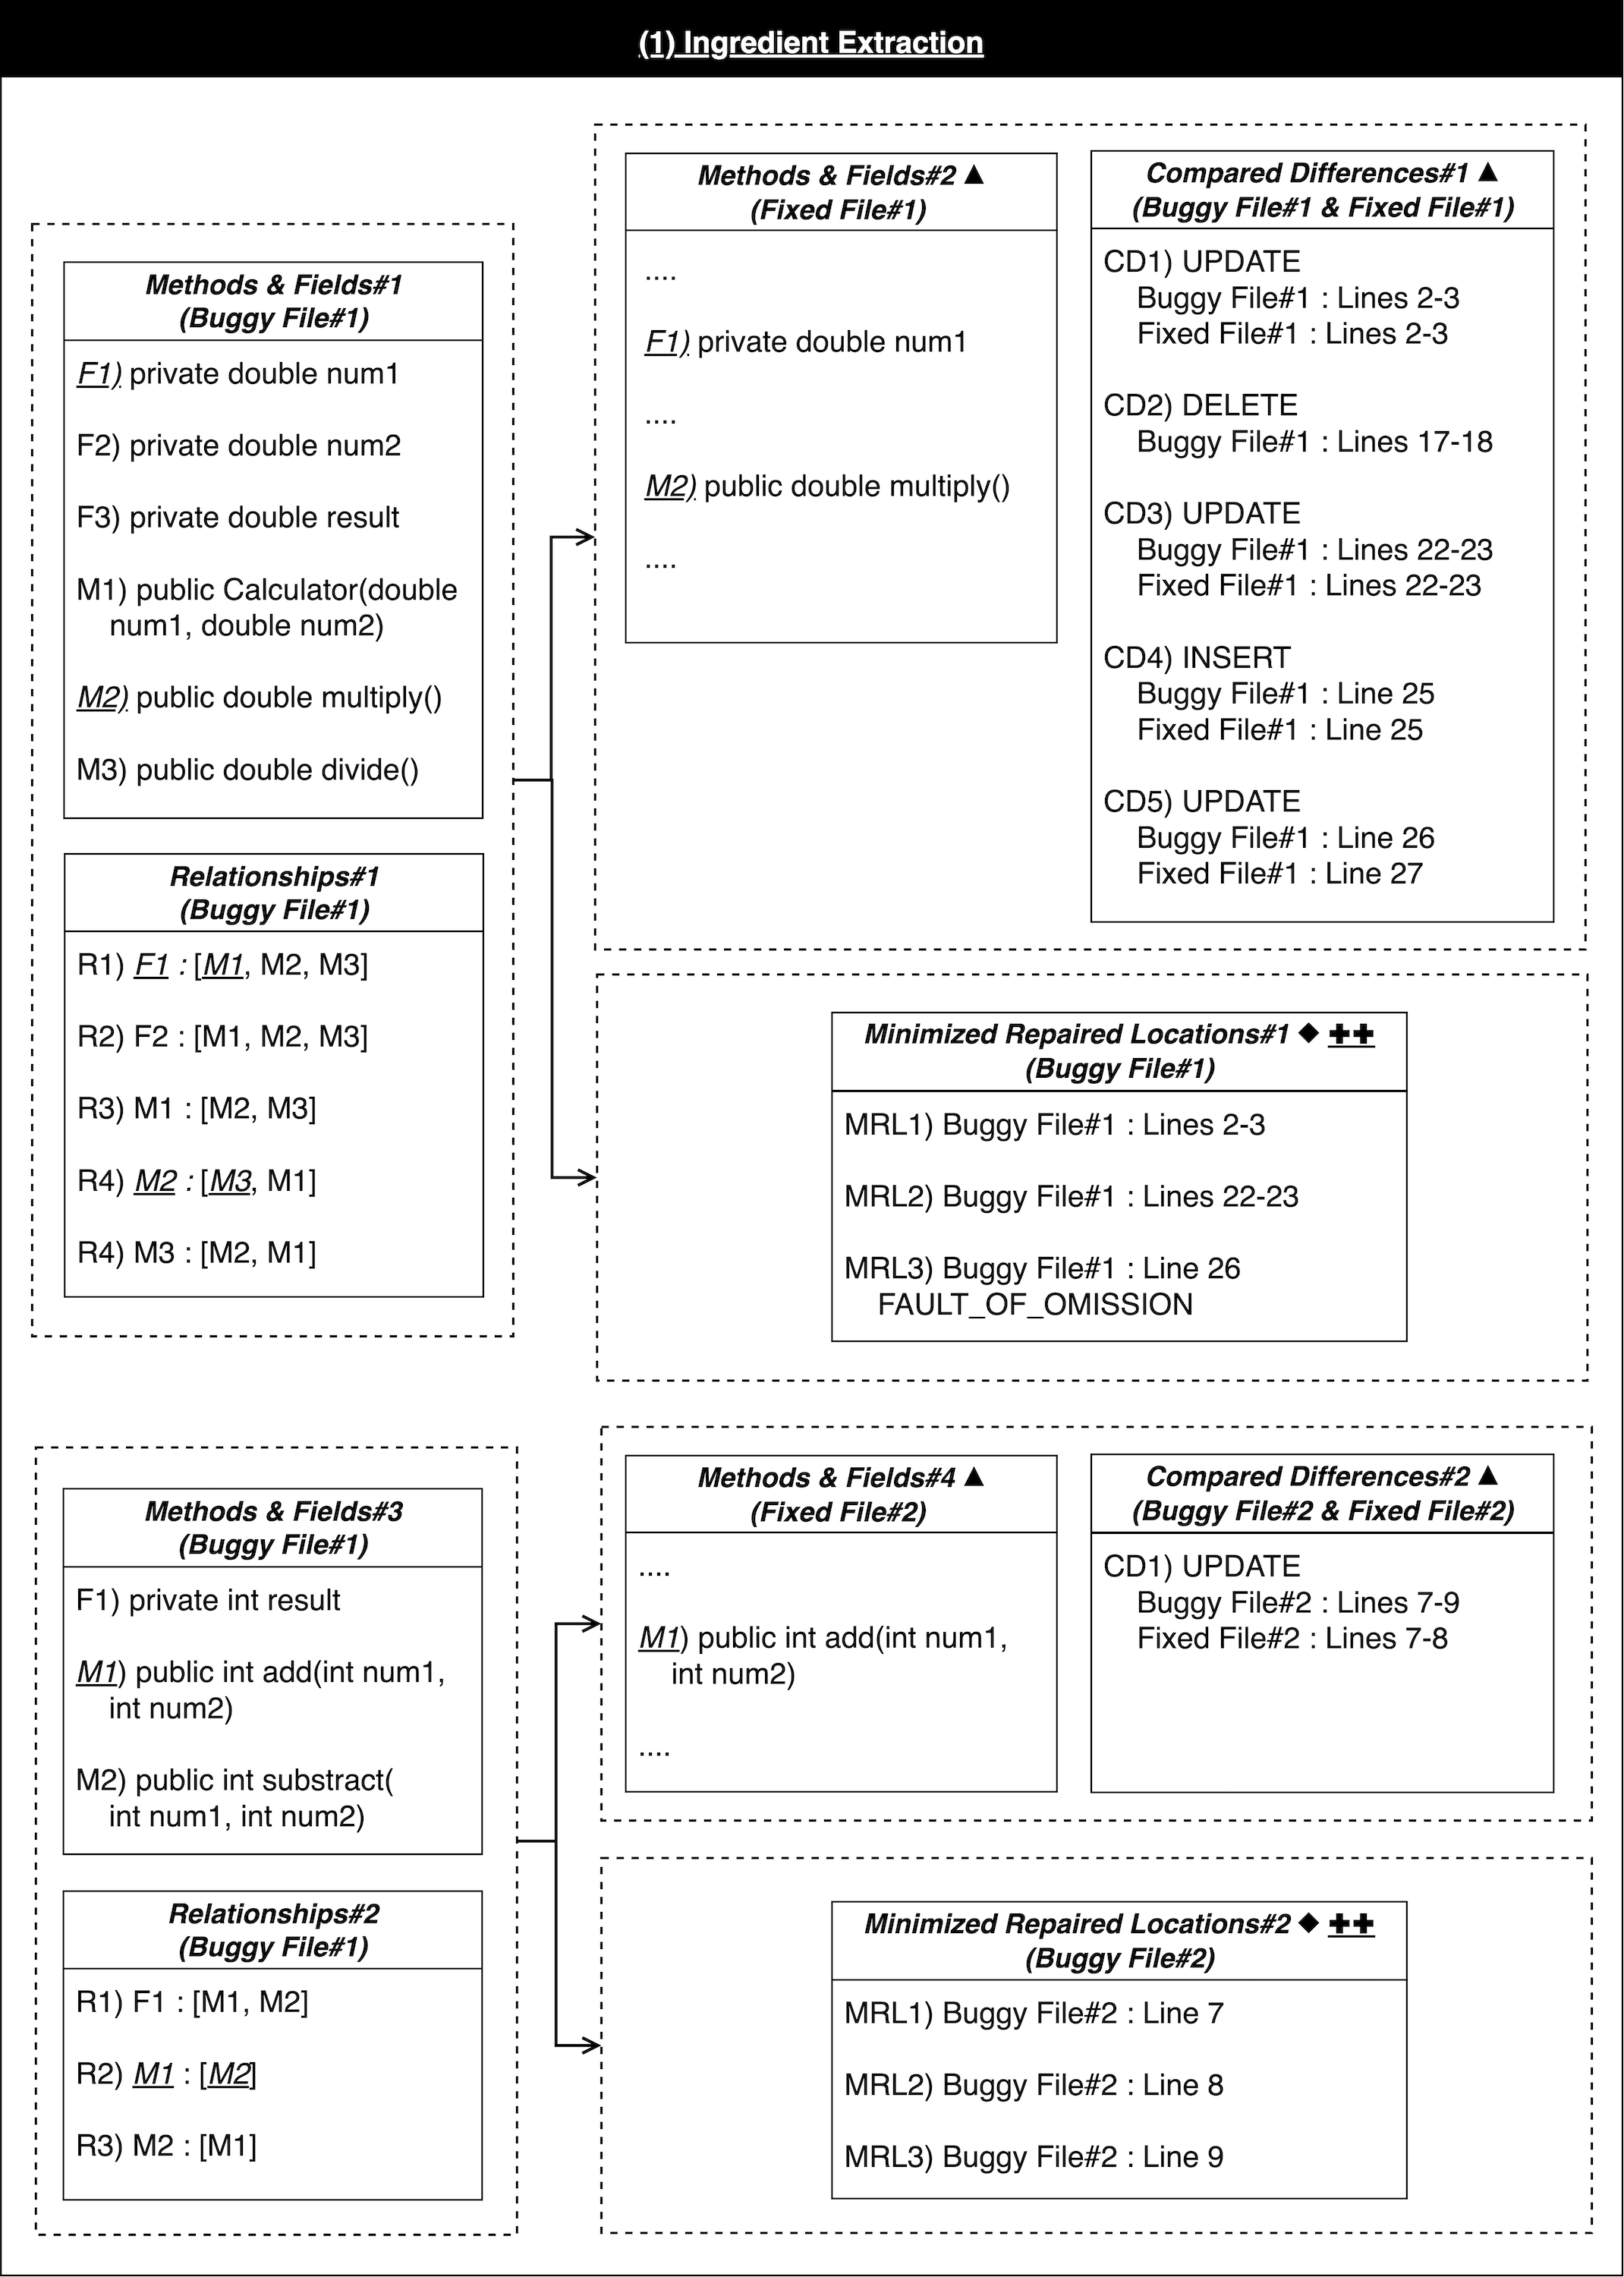 (1) Ingredient Extraction
Methods & Fields#1
(Buggy File#1)
F1) private double num1
F2) private double num2
F3) private double result
M1) public Calculator(double
num1, double num2)
M2) public double multiply()
M3) public double divide()
Relationships#1
(Buggy File#1)
R1) F1 : [M1, M2, M3]
R2) F2 : [M1, M2, M3]
R3) M1 : [M2, M3]
R4) M2 : [M3, M1]
R4) M3 : [M2, M1]
Methods & Fields#2 ▲
(Fixed File#1)
....
F1) private double num1
....
M2) public double multiply()
....
Compared Differences#1 ▲
(Buggy File#1 & Fixed File#1)
CD1) UPDATE
Buggy File#1 : Lines 2-3
Fixed File#1 : Lines 2-3
CD2) DELETE
Buggy File#1 : Lines 17-18
CD3) UPDATE
Buggy File#1 : Lines 22-23
Fixed File#1 : Lines 22-23
CD4) INSERT
Buggy File#1 : Line 25
Fixed File#1 : Line 25
CD5) UPDATE
Buggy File#1 : Line 26
Fixed File#1 : Line 27
Minimized Repaired Locations#1 ◆ ✚✚
(Buggy File#1)
MRL1) Buggy File#1 : Lines 2-3
MRL2) Buggy File#1 : Lines 22-23
MRL3) Buggy File#1 : Line 26
FAULT_OF_OMISSION
Methods & Fields#3
(Buggy File#1)
F1) private int result
M1) public int add(int num1,
int num2)
M2) public int substract(
int num1, int num2)
Relationships#2
(Buggy File#1)
R1) F1 : [M1, M2]
R2) M1 : [M2]
R3) M2 : [M1]
Methods & Fields#4 ▲
(Fixed File#2)
....
M1) public int add(int num1,
int num2)
....
Compared Differences#2 ▲
(Buggy File#2 & Fixed File#2)
CD1) UPDATE
Buggy File#2 : Lines 7-9
Fixed File#2 : Lines 7-8
Minimized Repaired Locations#2 ◆ ✚✚
(Buggy File#2)
MRL1) Buggy File#2 : Line 7
MRL2) Buggy File#2 : Line 8
MRL3) Buggy File#2 : Line 9